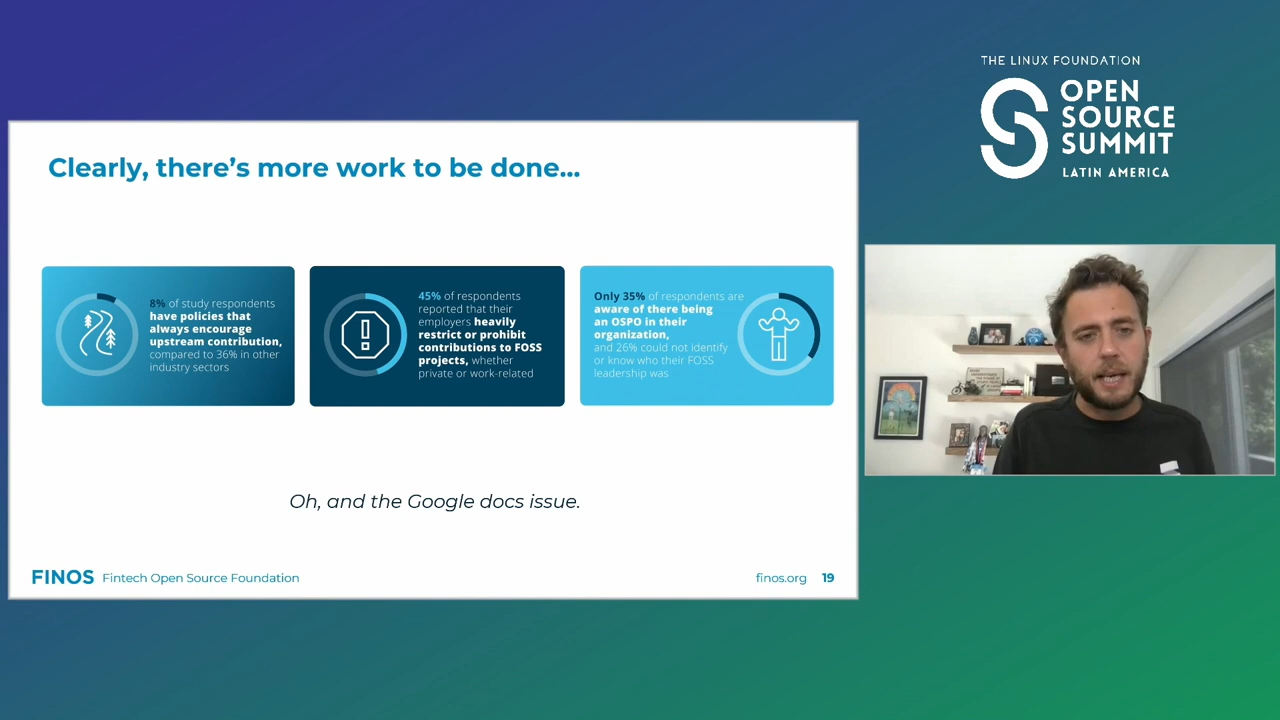 THE LINUX FOUNDATION
OPEN
SOURCE
SUMMIT
LATIN AMERICA
Clearly, there’s more work to be done...
8% of study respondents
have policies that
always encourage
upstream contribution,
compared to 36% in other
industry sectors
45% of respondents
reported that their
employers heavily
restrict or prohibit
contributions to FOSS
projects, whether
private or work-related
Only 35% of respondents are
aware of there being
an OSPO in their
organization,
and 26% could not identify
or know who their FOSS
leadership was
Oh, and the Google docs issue.
FINOS Fintech Open Source Foundation
finos.org 19